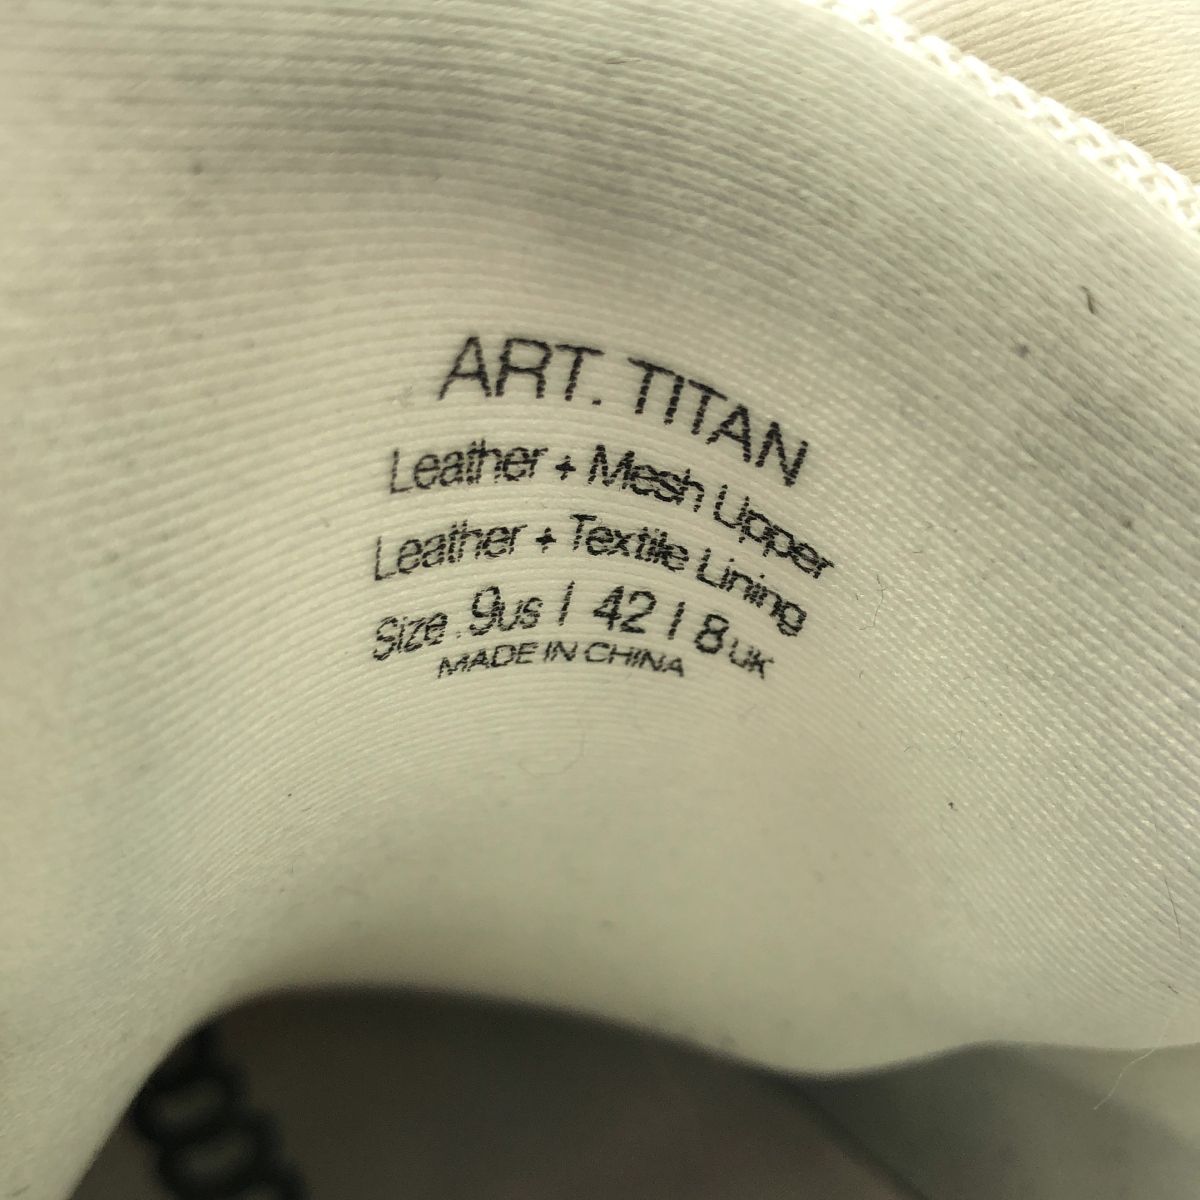 ART. TITAN
Leather + Mesh Upper
Leather + Textile Lining
Size. 9us / 42 / 8 UK
MADE IN CHINA